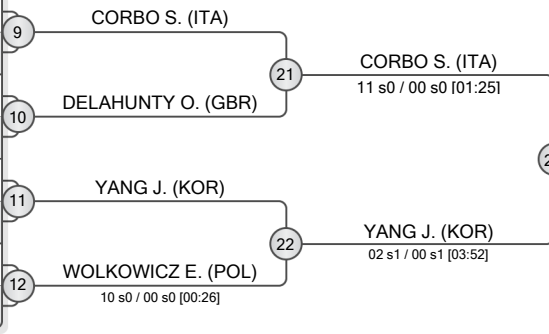 CORBO S. (ITA)
9
21
CORBO S. (ITA)
11 s0 / 00 s0 [01:25]
DELAHUNTY O. (GBR)
10
2
YANG J. (KOR)
11
22
YANG J. (KOR)
02 s1 / 00 s1 [03:52]
WOLKOWICZ E. (POL)
12
10 s0 / 00 s0 [00:26]